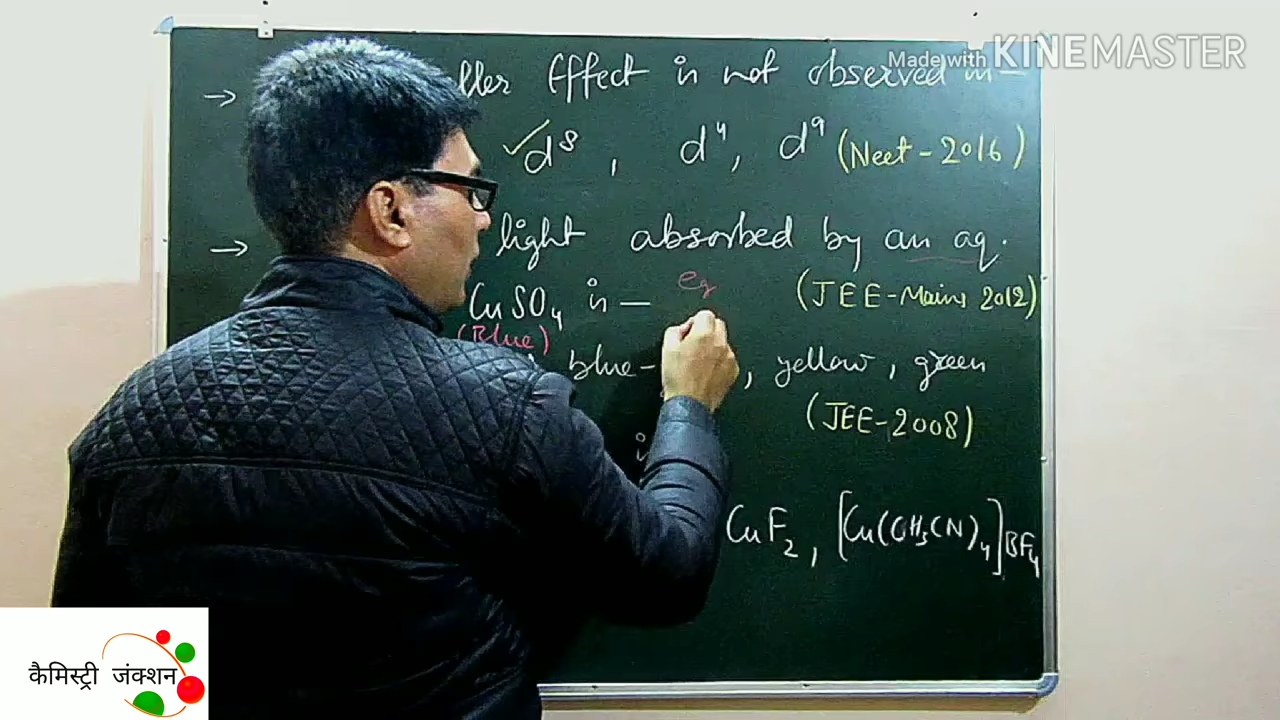 Made with KINEMASTER
→ ller Effect is not observed in —
✓d⁸, d⁴, d⁹ (Neet - 2016)
→ light absorbed by an aq.
CuSO₄ is — eg (JEE-Mains 2012)
(Blue)
blue- , yellow, green
(JEE-2008)
CuF₂, [Cu(CH₃CN)₄]BF₄
कैमिस्ट्री जंक्शन